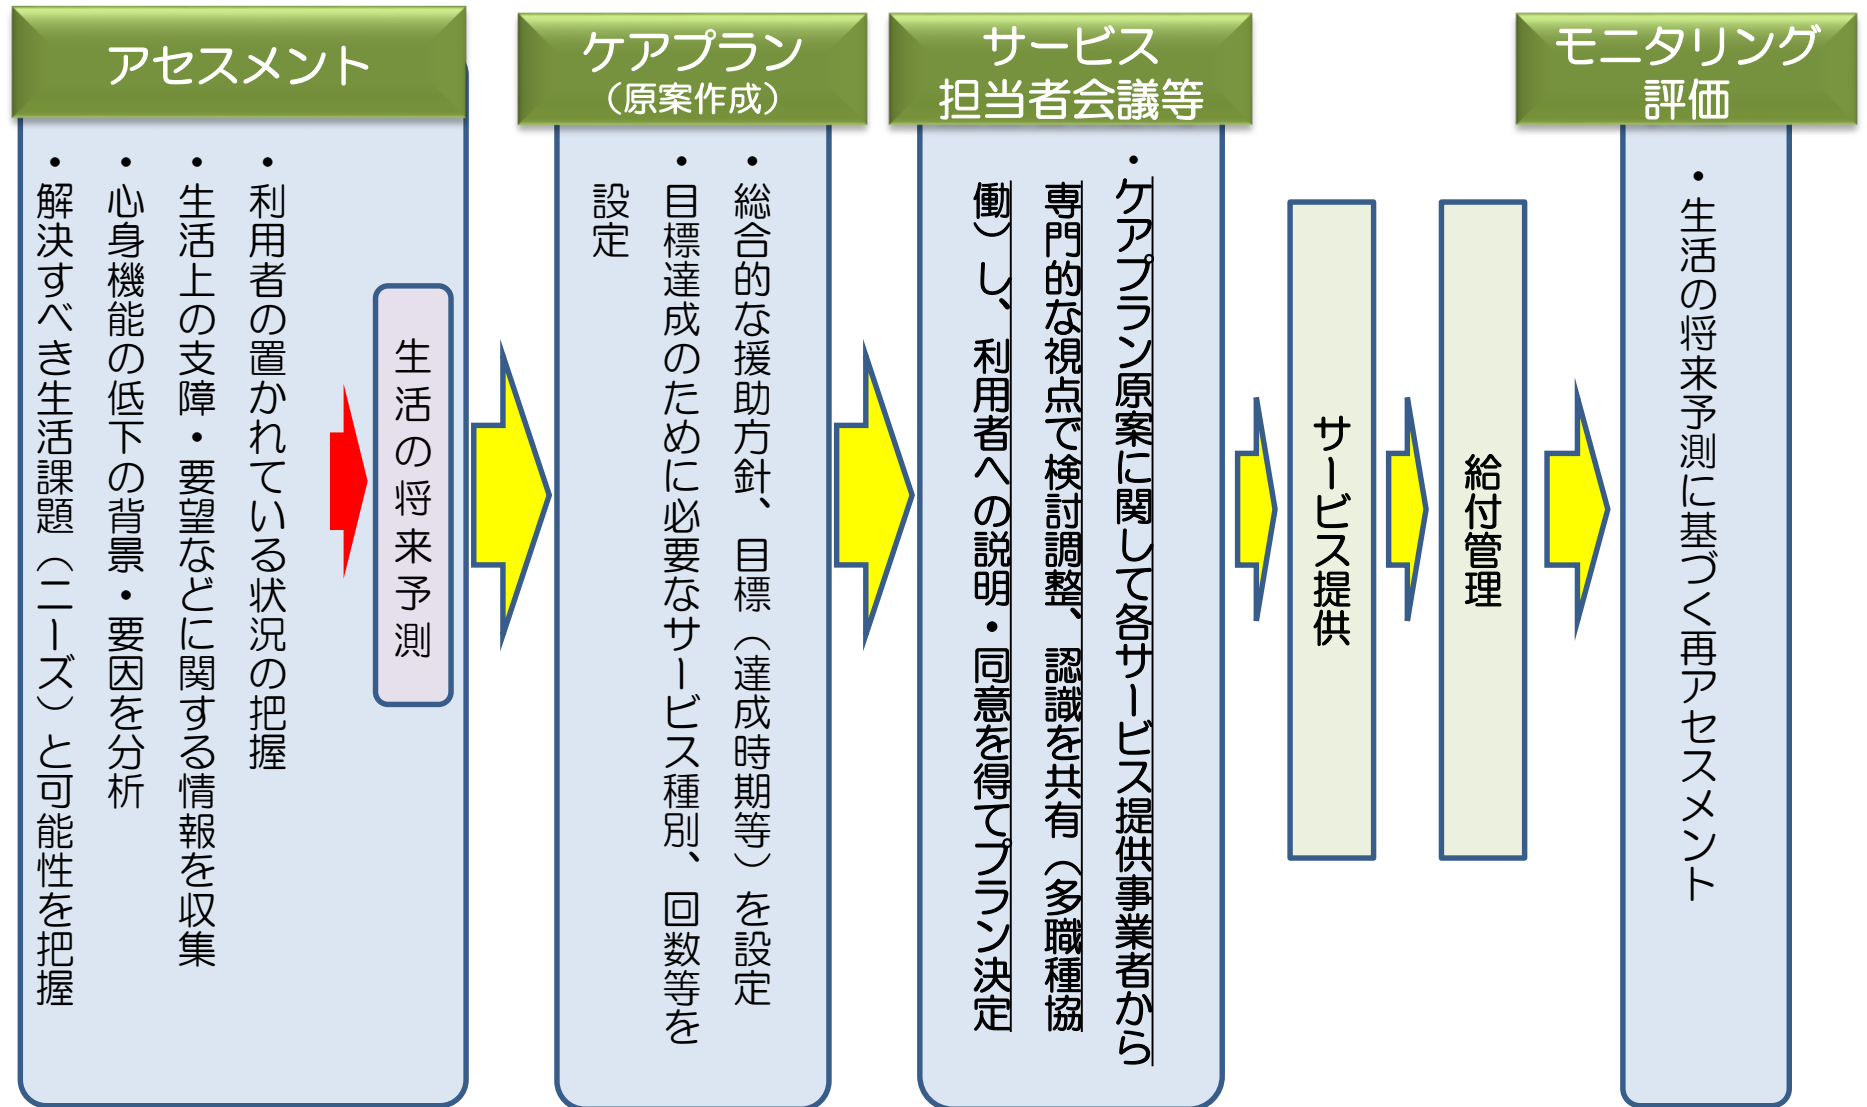 アセスメント
・利用者の置かれている状況の把握
・生活上の支障・要望などに関する情報を収集
・心身機能の低下の背景・要因を分析
・解決すべき生活課題（ニーズ）と可能性を把握
生活の将来予測
ケアプラン
（原案作成）
・総合的な援助方針、目標（達成時期等）を設定
・目標達成のために必要なサービス種別、回数等を
設定
サービス
担当者会議等
・ケアプラン原案に関して各サービス提供事業者から
専門的な視点で検討調整、認識を共有（多職種協
働）し、利用者への説明・同意を得てプラン決定
サービス提供
給付管理
モニタリング
評価
・生活の将来予測に基づく再アセスメント